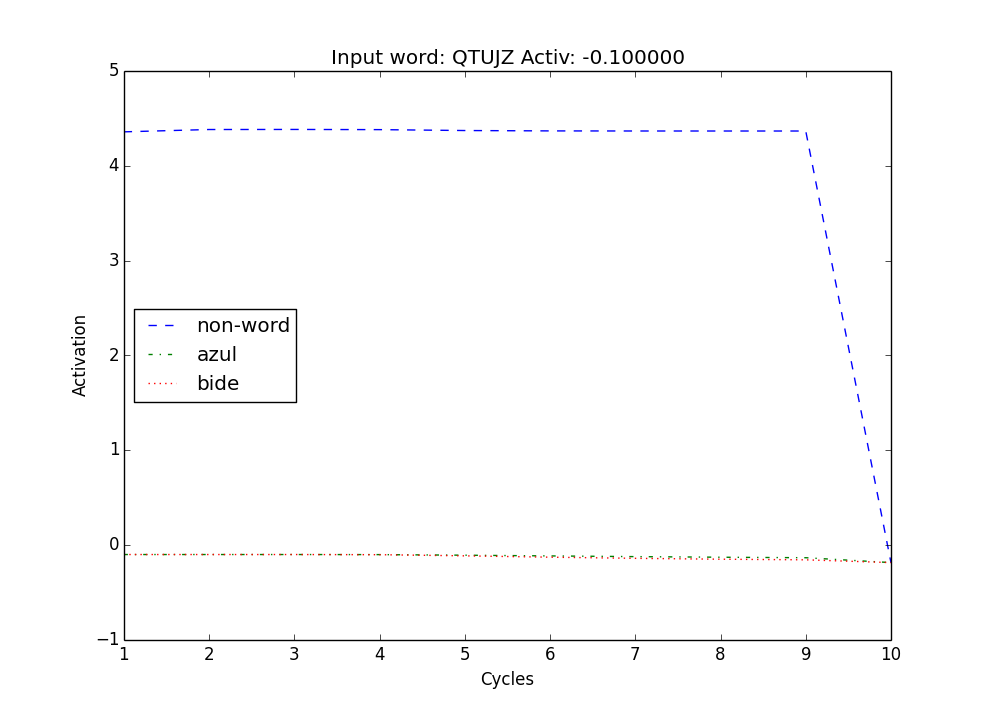 Input word: QTUJZ Activ: -0.100000
5
4
3
2
1
0
−1
Activation
non-word
azul
bide
1 2 3 4 5 6 7 8 9 10
Cycles